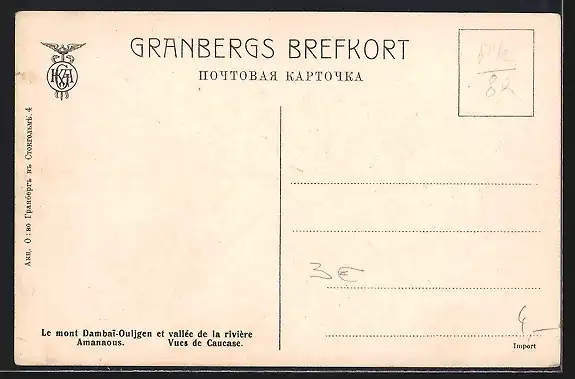 GRANBERGS BREFKORT
ПОЧТОВАЯ КАРТОЧКА
Акц. О:во Гранбергъ въ Стокгольмѣ. 4
3€
4,—
Le mont Dambaï-Ouljgen et vallée de la rivière
Amanaous. Vues de Caucase.
Import